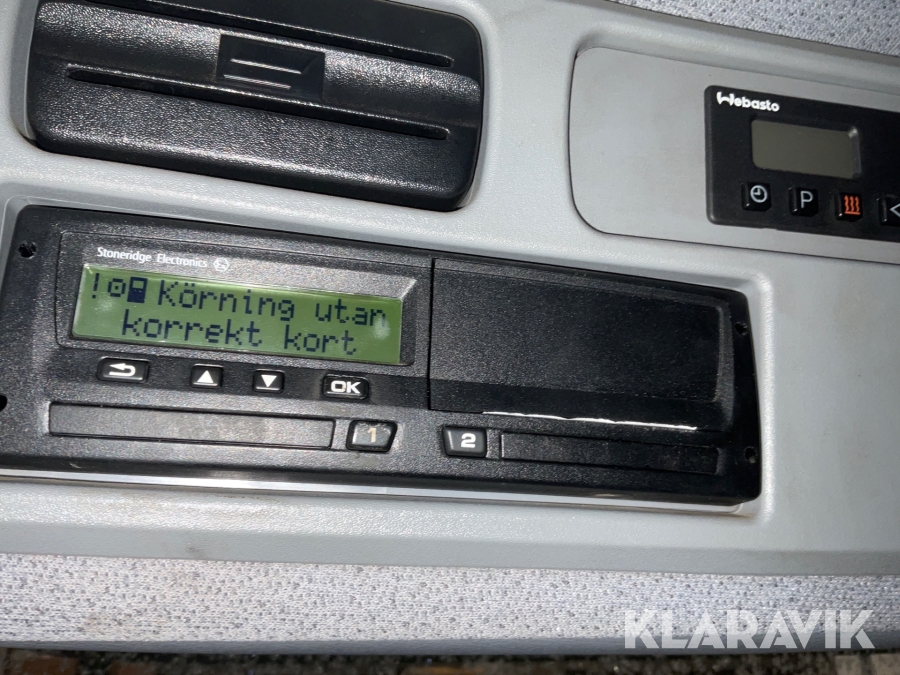 Webasto
P
Stoneridge Electronics
! Körning utan
korrekt kort
OK
1
2
KLARAVIK